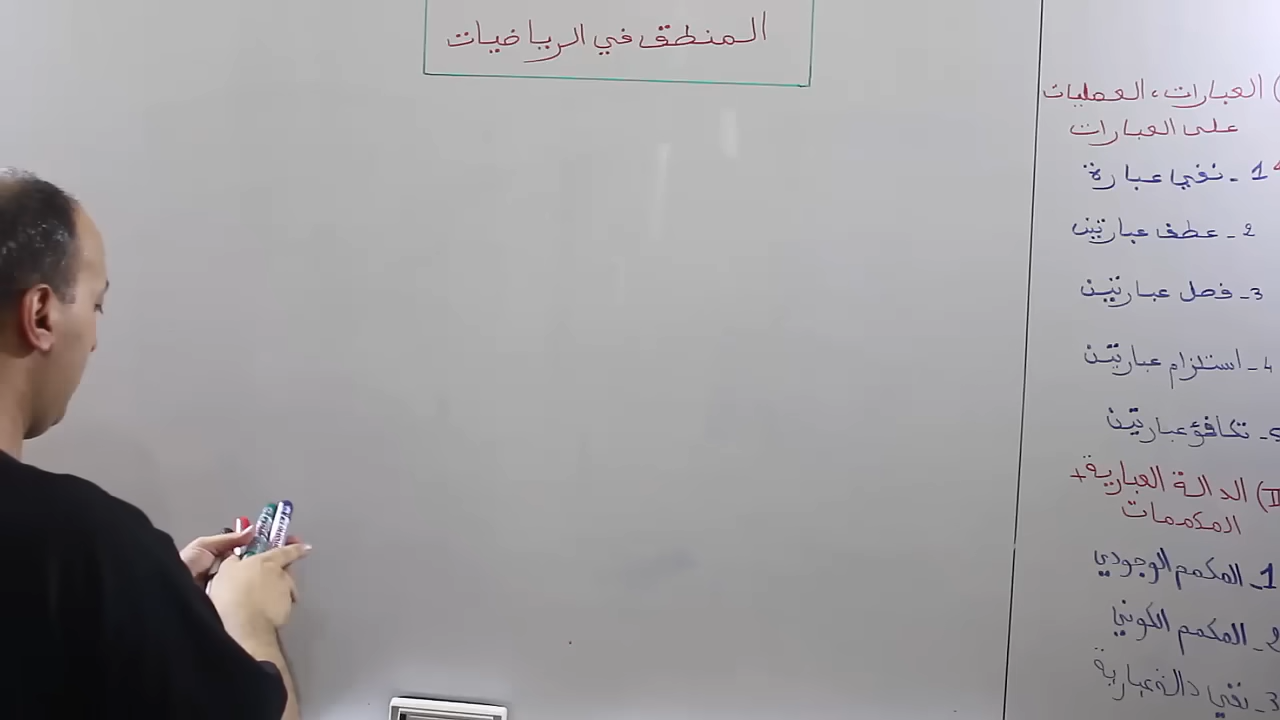 المنطق في الرياضيات
) العبارات، العمليات
على العبارات
1 - نفي عبارة
2 - عطف عبارتين
3 - فصل عبارتين
4 - استلزام عبارتين
5 - تكافؤ عبارتين
II) الدالة العبارية +
المكممات
1 - المكمم الوجودي
2 - المكمم الكوني
3 - نفي دالة عبارية